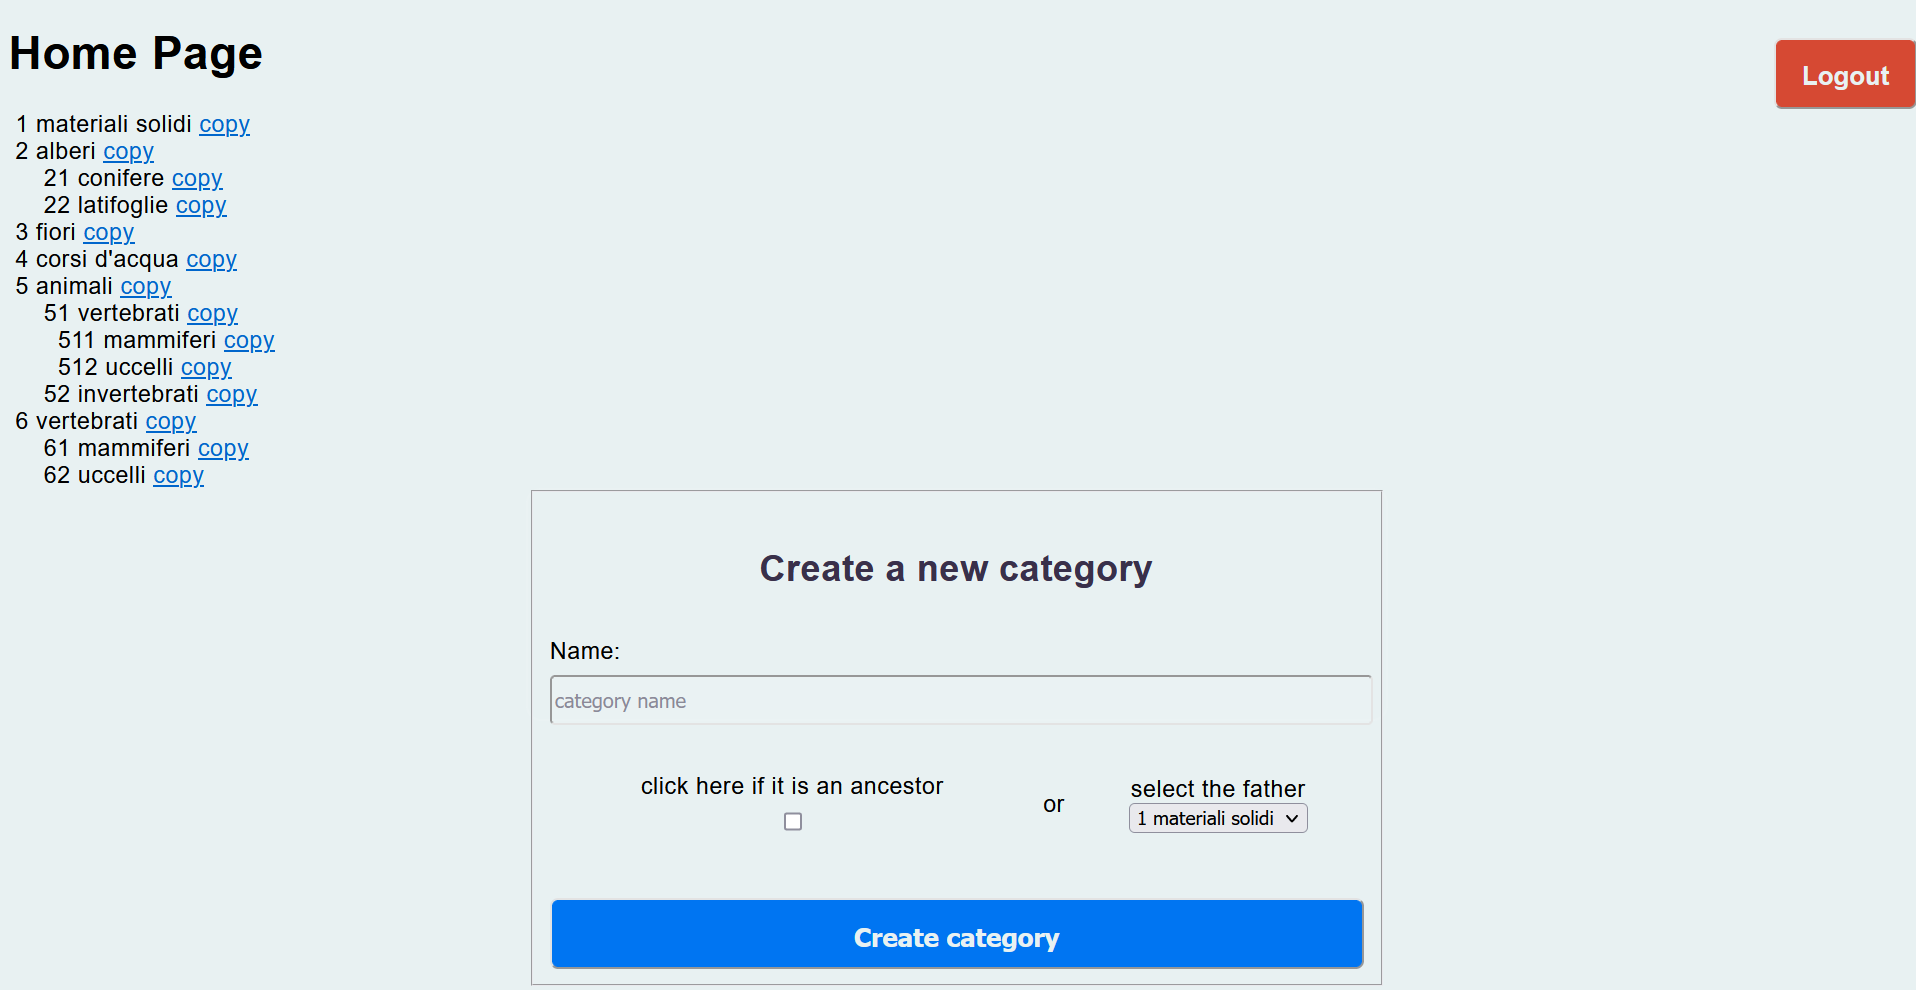 Home Page
Logout
1 materiali solidi copy
2 alberi copy
21 conifere copy
22 latifoglie copy
3 fiori copy
4 corsi d'acqua copy
5 animali copy
51 vertebrati copy
511 mammiferi copy
512 uccelli copy
52 invertebrati copy
6 vertebrati copy
61 mammiferi copy
62 uccelli copy
Create a new category
Name:
category name
click here if it is an ancestor
or
select the father
1 materiali solidi
Create category